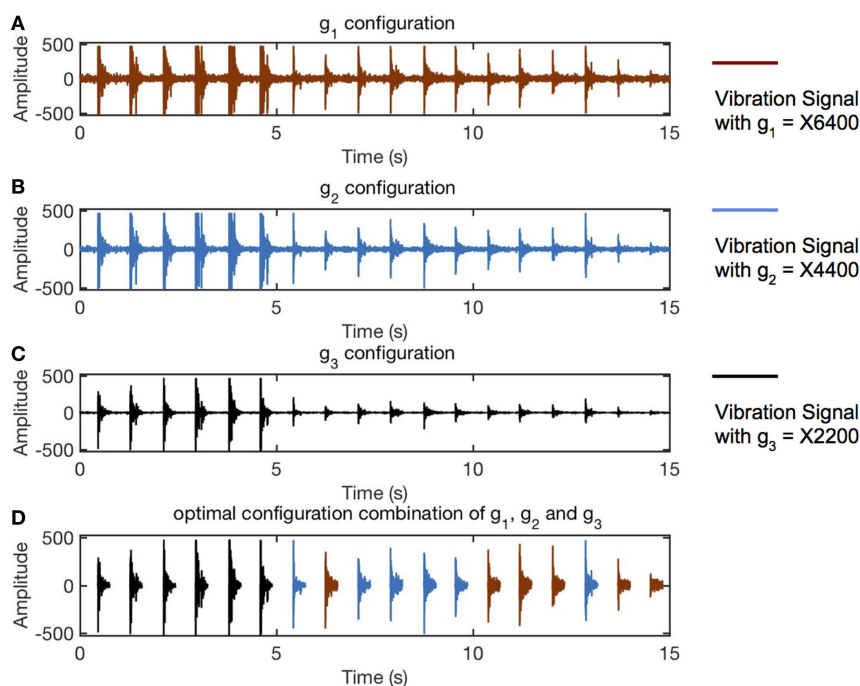 A
g1 configuration
Amplitude
500
0
-500
0
5
10
15
Time (s)
Vibration Signal
with g1 = X6400
B
g2 configuration
Amplitude
500
0
-500
0
5
10
15
Time (s)
Vibration Signal
with g2 = X4400
C
g3 configuration
Amplitude
500
0
-500
0
5
10
15
Time (s)
Vibration Signal
with g3 = X2200
D
optimal configuration combination of g1, g2 and g3
Amplitude
500
0
-500
0
5
10
15
Time (s)